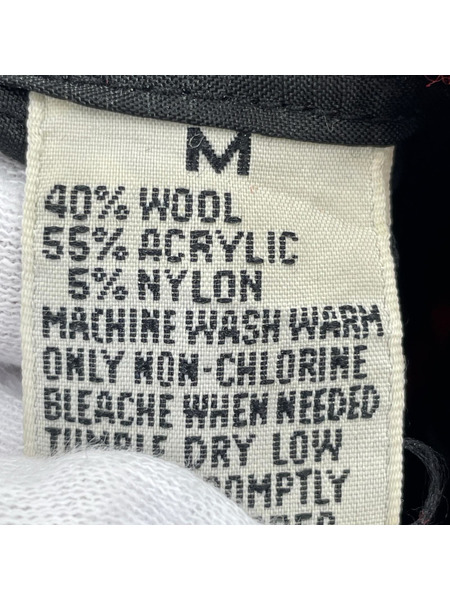 M
40% WOOL
55% ACRYLIC
5% NYLON
MACHINE WASH WARM
ONLY NON-CHLORINE
BLEACHE WHEN NEEDED
TUMBLE DRY LOW